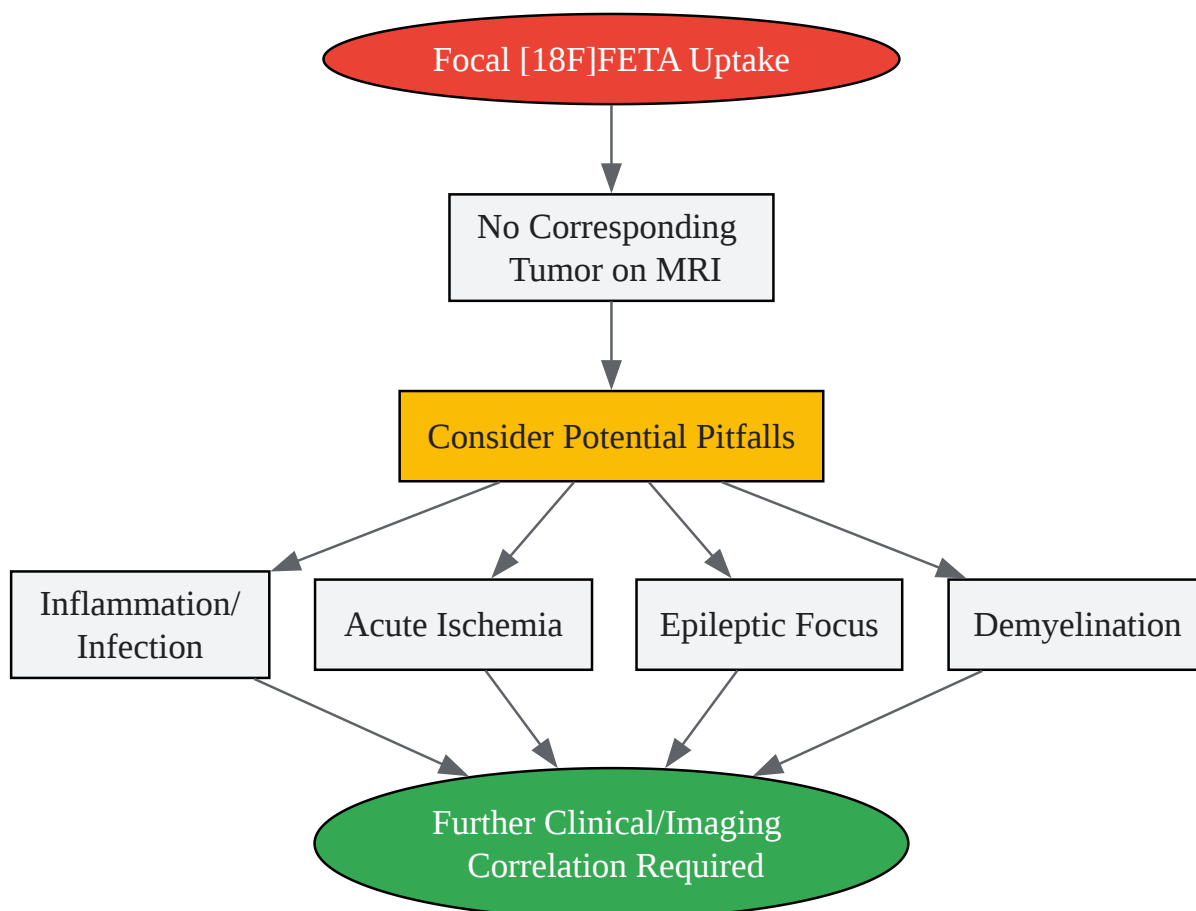 Focal [18F]FETA Uptake
No Corresponding
Tumor on MRI
Consider Potential Pitfalls
Inflammation/
Infection
Acute Ischemia
Epileptic Focus
Demyelination
Further Clinical/Imaging
Correlation Required